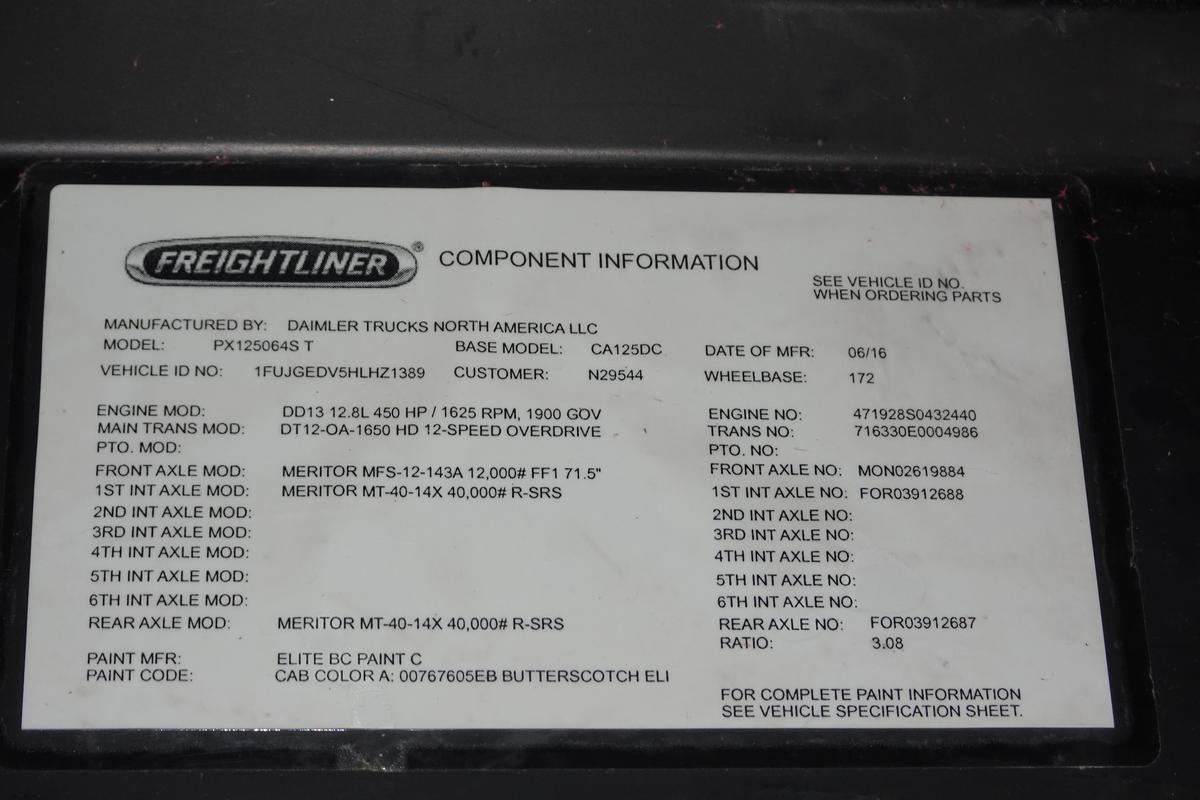 FREIGHTLINER® COMPONENT INFORMATION
SEE VEHICLE ID NO.
WHEN ORDERING PARTS
MANUFACTURED BY: DAIMLER TRUCKS NORTH AMERICA LLC
MODEL: PX125064S T BASE MODEL: CA125DC DATE OF MFR: 06/16
VEHICLE ID NO: 1FUJGEDV5HLHZ1389 CUSTOMER: N29544 WHEELBASE: 172
ENGINE MOD: DD13 12.8L 450 HP / 1625 RPM, 1900 GOV ENGINE NO: 471928S0432440
MAIN TRANS MOD: DT12-OA-1650 HD 12-SPEED OVERDRIVE TRANS NO: 716330E0004986
PTO. MOD: PTO. NO:
FRONT AXLE MOD: MERITOR MFS-12-143A 12,000# FF1 71.5" FRONT AXLE NO: MON02619884
1ST INT AXLE MOD: MERITOR MT-40-14X 40,000# R-SRS 1ST INT AXLE NO: FOR03912688
2ND INT AXLE MOD: 2ND INT AXLE NO:
3RD INT AXLE MOD: 3RD INT AXLE NO:
4TH INT AXLE MOD: 4TH INT AXLE NO:
5TH INT AXLE MOD: 5TH INT AXLE NO:
6TH INT AXLE MOD: 6TH INT AXLE NO:
REAR AXLE MOD: MERITOR MT-40-14X 40,000# R-SRS REAR AXLE NO: FOR03912687
RATIO: 3.08
PAINT MFR: ELITE BC PAINT C
PAINT CODE: CAB COLOR A: 00767605EB BUTTERSCOTCH ELI
FOR COMPLETE PAINT INFORMATION
SEE VEHICLE SPECIFICATION SHEET.